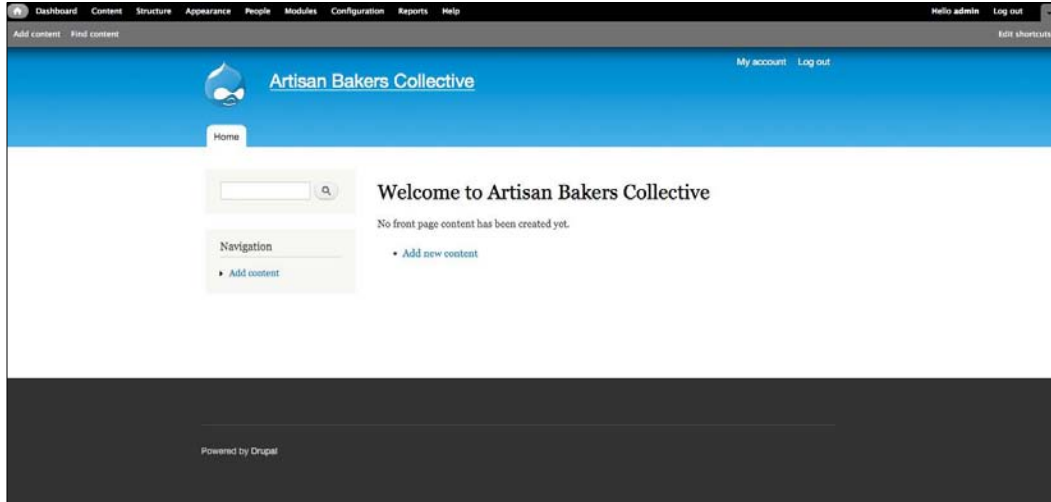 Dashboard Content Structure Appearance People Modules Configuration Reports Help Hello admin Log out
Add content Find content Edit shortcuts
My account Log out
Artisan Bakers Collective
Home
Welcome to Artisan Bakers Collective
No front page content has been created yet.
Navigation
Add new content
Add content
Powered by Drupal